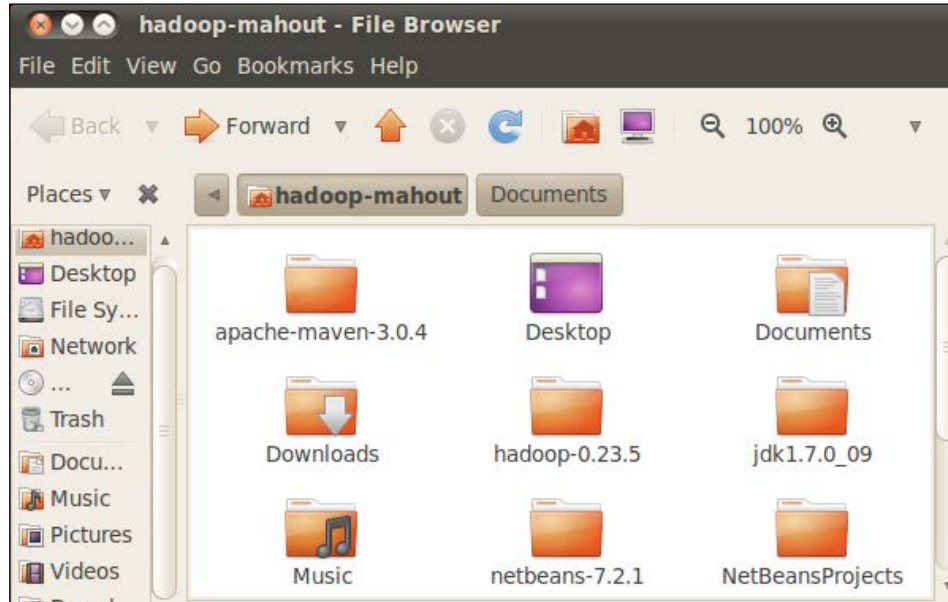 hadoop-mahout - File Browser
File Edit View Go Bookmarks Help
Back Forward 100%
Places hadoop-mahout Documents
hadoo...
Desktop
File Sy...
Network
...
Trash
Docu...
Music
Pictures
Videos
apache-maven-3.0.4 Desktop Documents
Downloads hadoop-0.23.5 jdk1.7.0_09
Music netbeans-7.2.1 NetBeansProjects